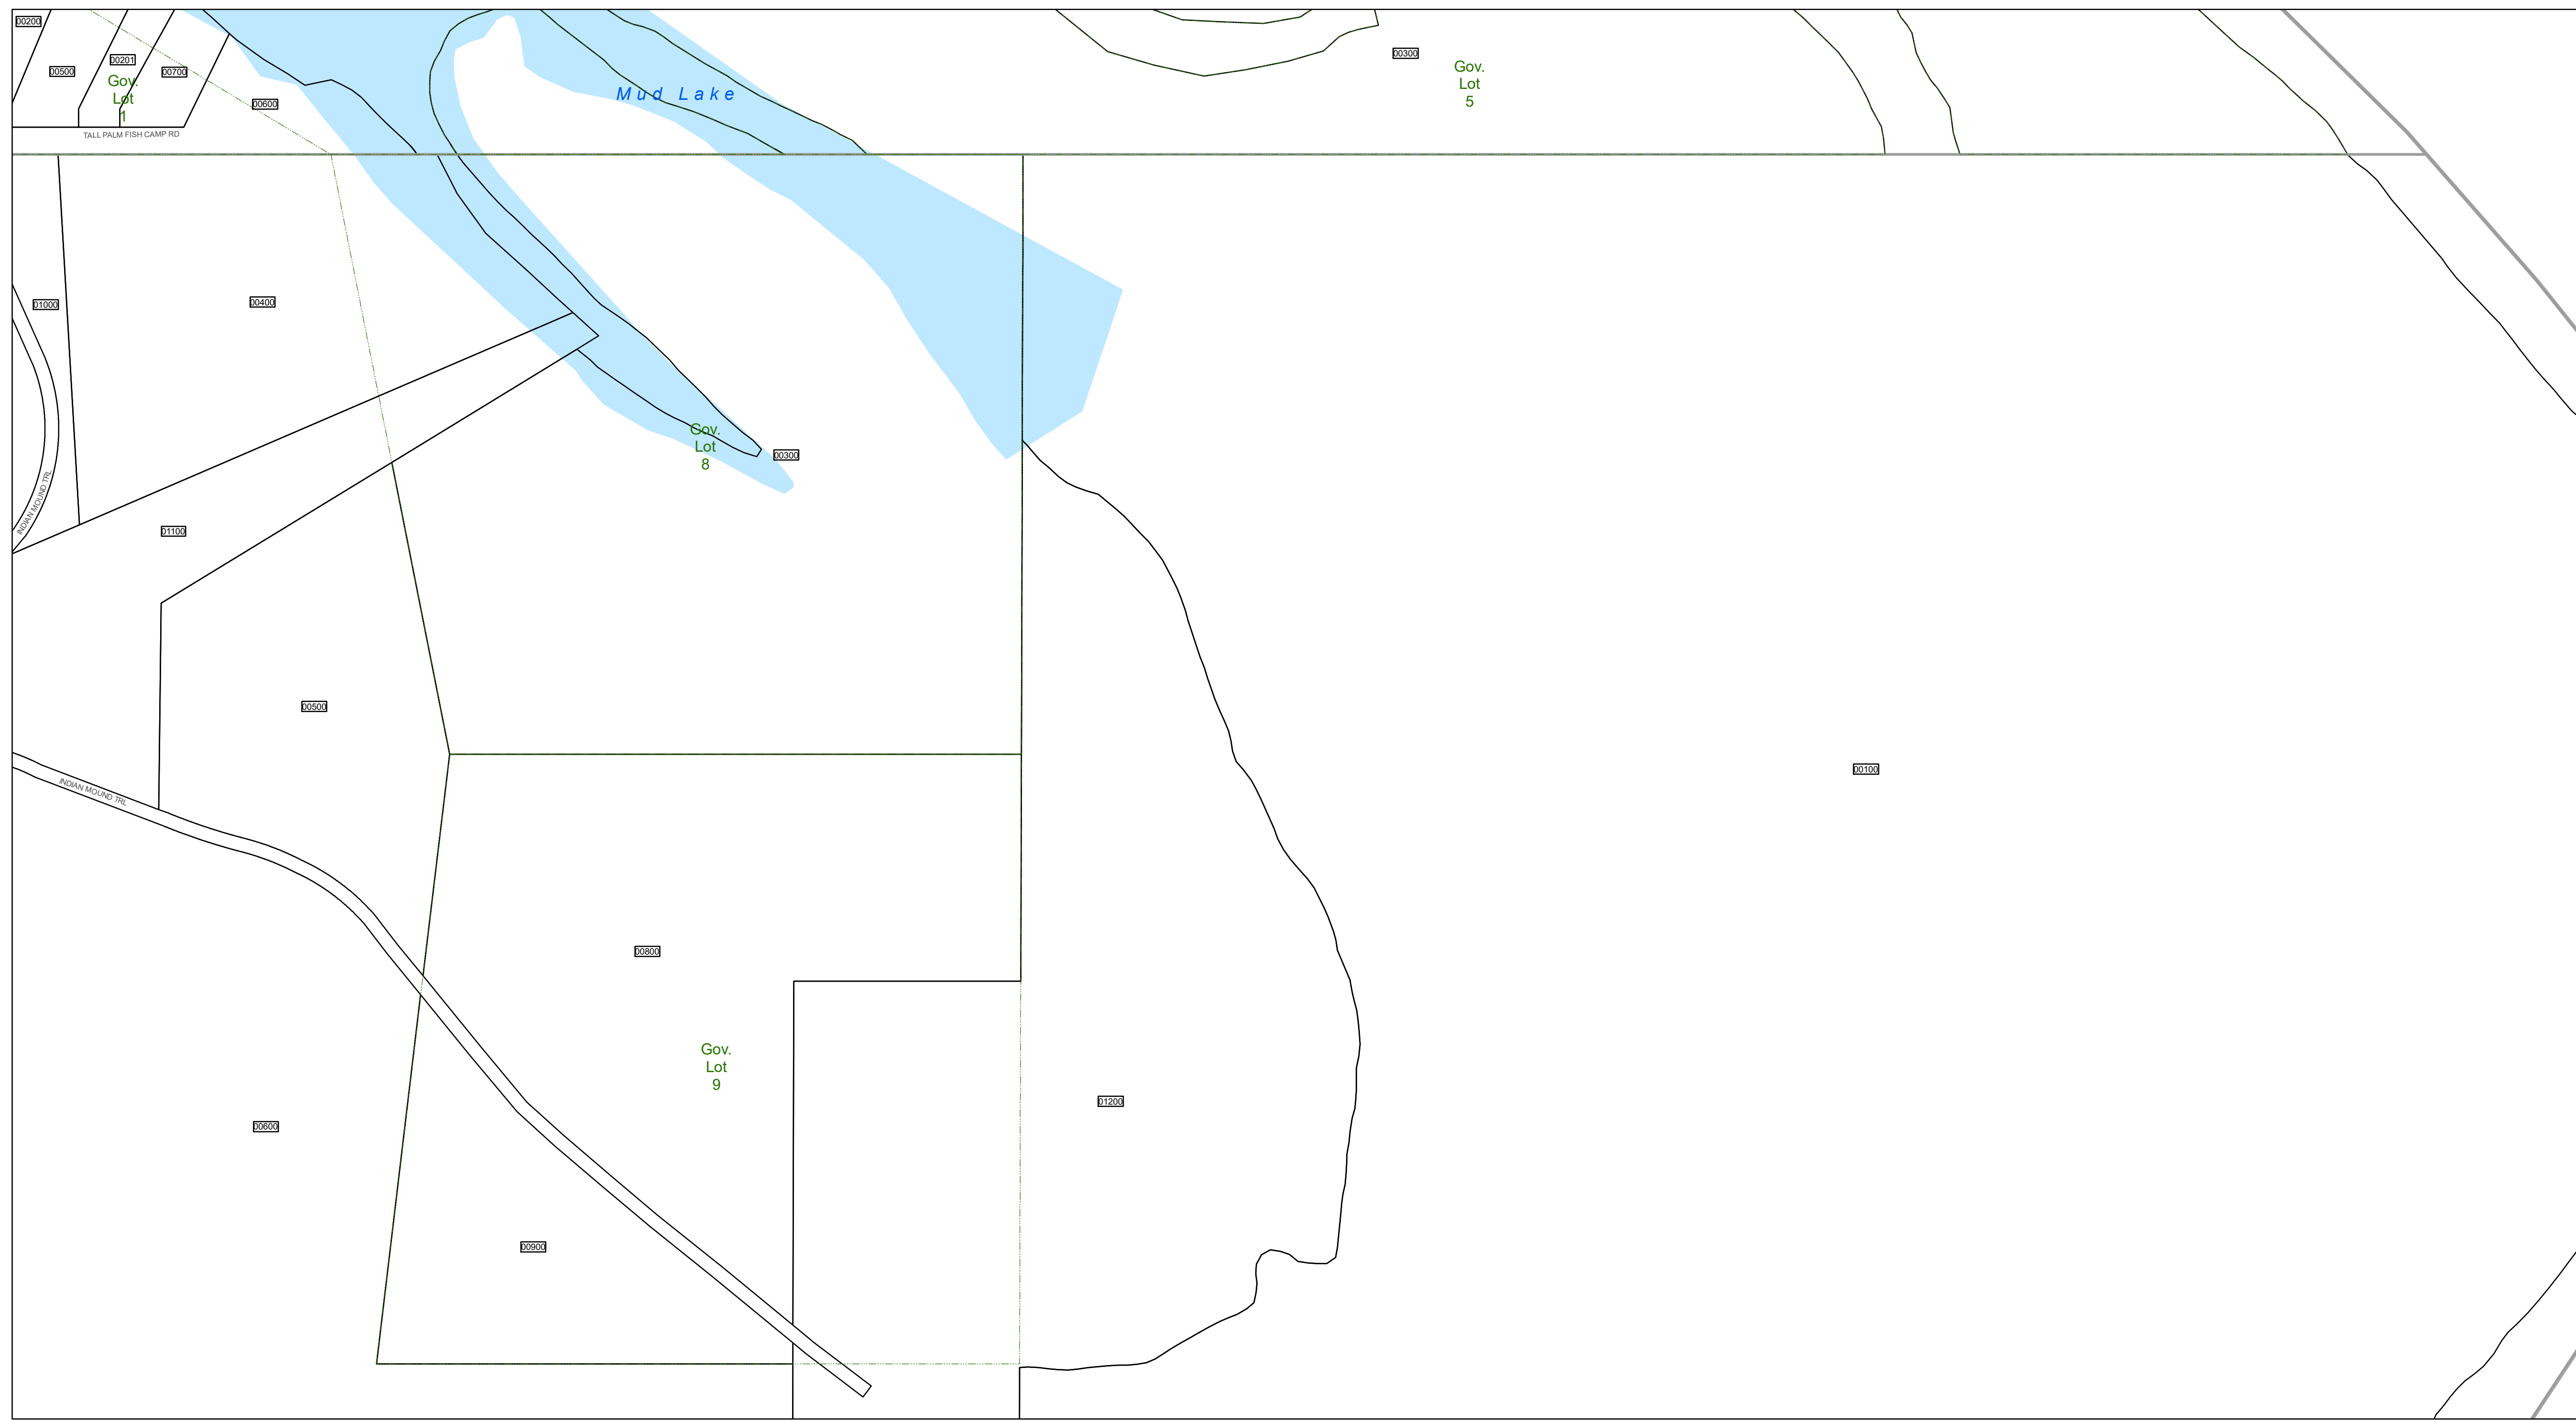 00200
00500
00201
00700
Gov.
Lot
1
00600
TALL PALM FISH CAMP RD
Mud Lake
00300
Gov.
Lot
5
01000
00400
INDIAN MOUND TRL
01100
Gov.
Lot
8
00300
00500
INDIAN MOUND TRL
00100
00800
Gov.
Lot
9
01200
00600
00900